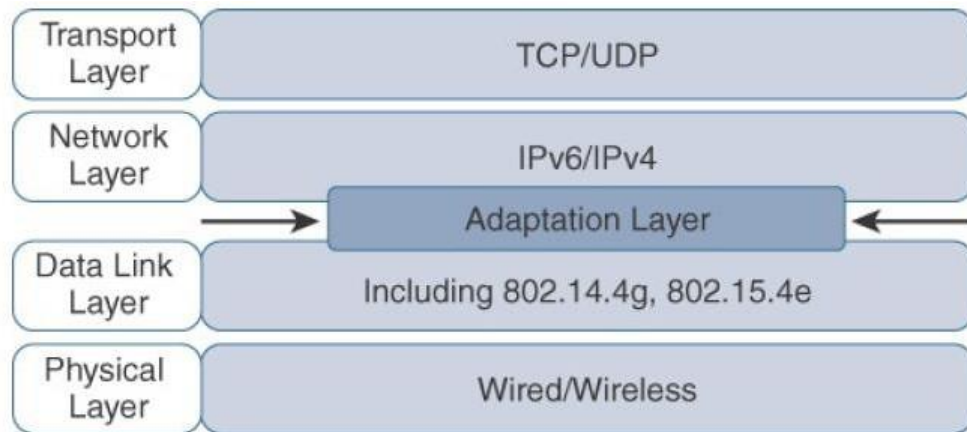 Transport
Layer
TCP/UDP
Network
Layer
IPv6/IPv4
Adaptation Layer
Data Link
Layer
Including 802.14.4g, 802.15.4e
Physical
Layer
Wired/Wireless